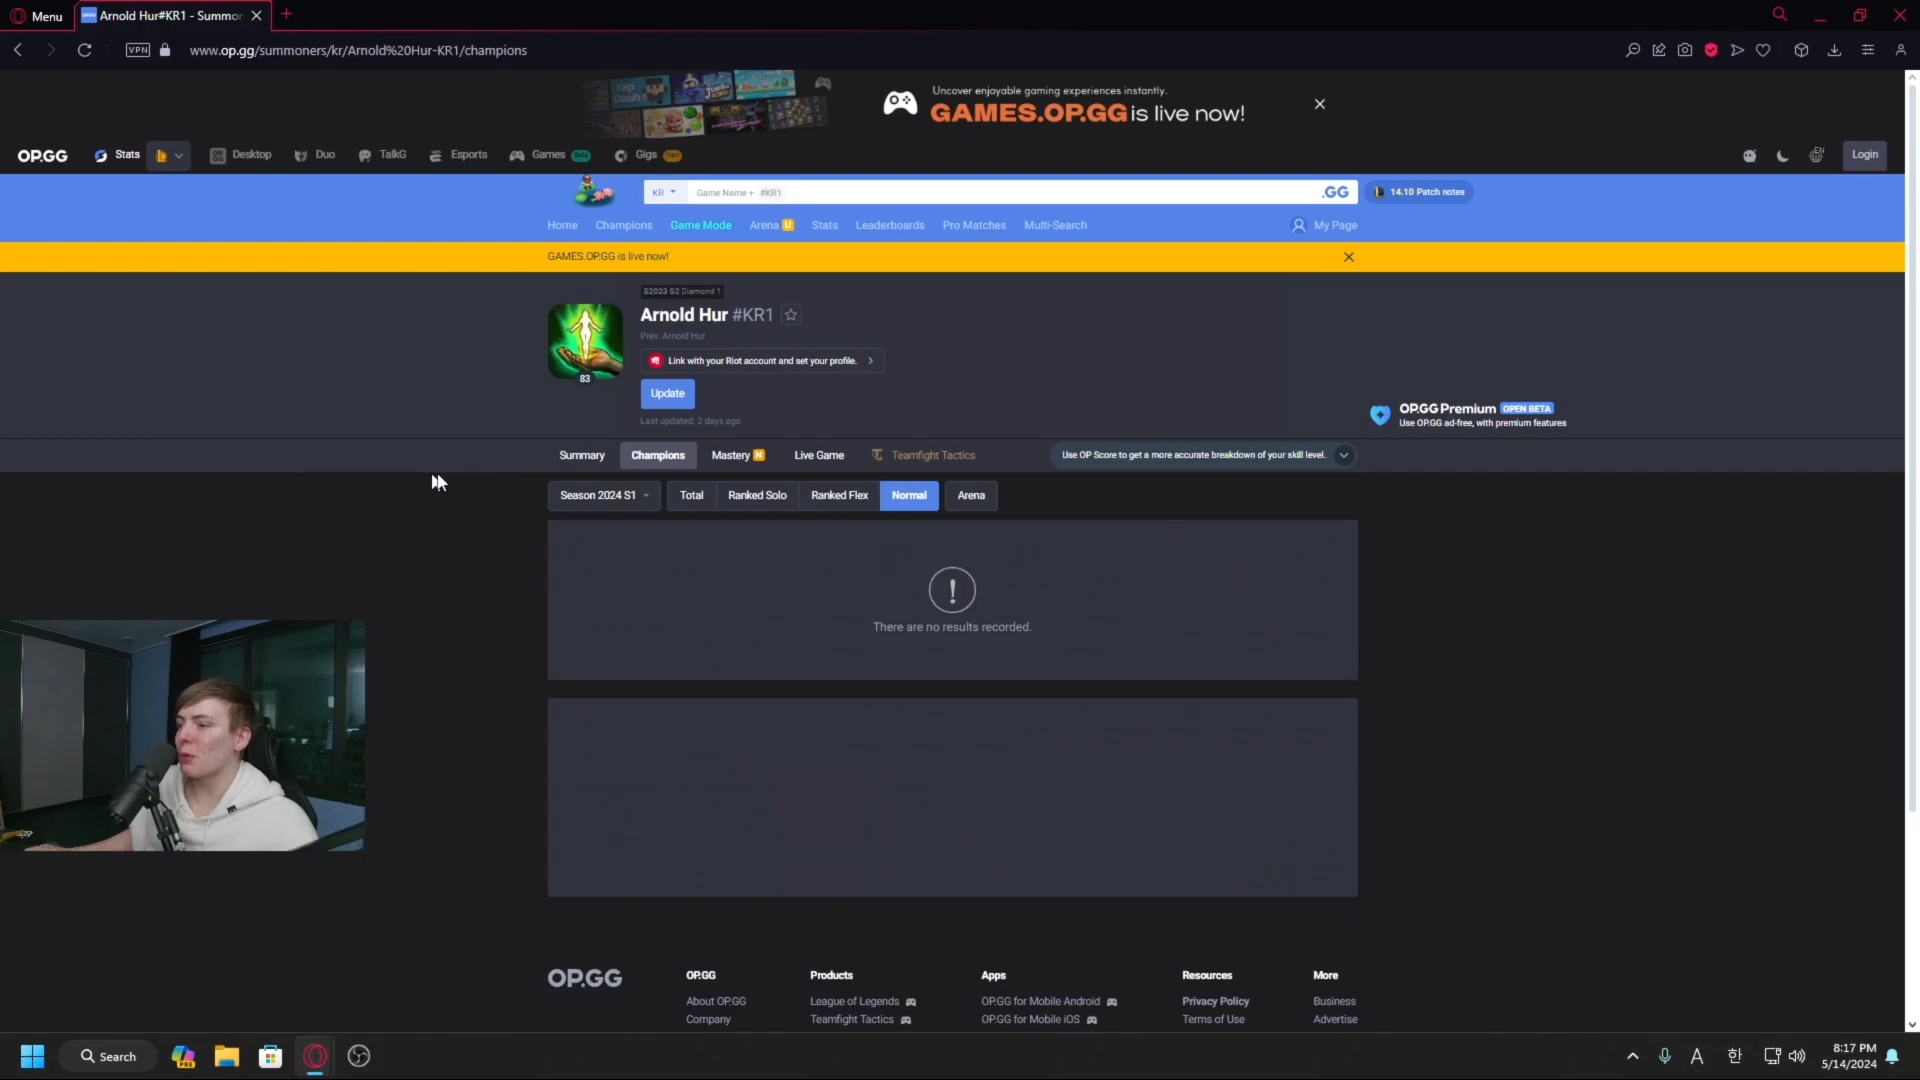 Menu
Arnold Hur#KR1 - Summon
VPN
www.op.gg/summoners/kr/Arnold%20Hur-KR1/champions
Tap
Dash
Uncover enjoyable gaming experiences instantly.
GAMES.OP.GG is live now!
OP.GG
Stats
Desktop
Duo
TalkG
Esports
Games
Gigs
EN
Login
KR
Game Name + #KR1
.GG
14.10 Patch notes
Home
Champions
Game Mode
Arena U
Stats
Leaderboards
Pro Matches
Multi-Search
My Page
GAMES.OP.GG is live now!
S2023 S2 Diamond 1
Arnold Hur #KR1
Prev. Arnold Hur
Link with your Riot account and set your profile.
83
Update
Last updated: 2 days ago
OP.GG Premium OPEN BETA
Use OP.GG ad-free, with premium features
Summary
Champions
Mastery N
Live Game
Teamfight Tactics
Use OP Score to get a more accurate breakdown of your skill level.
Season 2024 S1
Total
Ranked Solo
Ranked Flex
Normal
Arena
There are no results recorded.
OP.GG
OP.GG
Products
Apps
Resources
More
About OP.GG
League of Legends
OP.GG for Mobile Android
Privacy Policy
Business
Company
Teamfight Tactics
OP.GG for Mobile iOS
Terms of Use
Advertise
Search
PRE
A
한
8:17 PM
5/14/2024